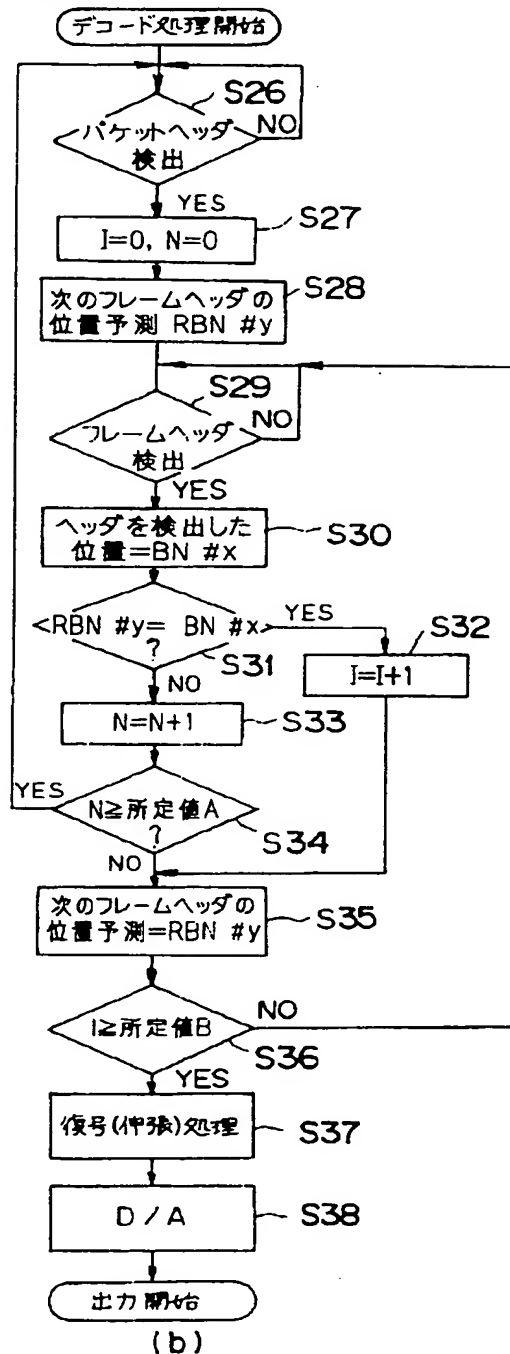 デコード処理開始
S26
パケットヘッダ
検出
NO
YES
S27
I=0, N=0
S28
次のフレームヘッダの
位置予測 RBN #y
S29
フレームヘッダ
検出
NO
YES
S30
ヘッダを検出した
位置=BN #x
RBN #y= BN #x
?
YES
S31
S32
I=I+1
NO
N=N+1
S33
YES
N≥所定値A
?
S34
NO
次のフレームヘッダの
位置予測=RBN #y
S35
I≥所定値B
NO
S36
YES
復号(伸張)処理
S37
D/A
S38
出力開始
(b)